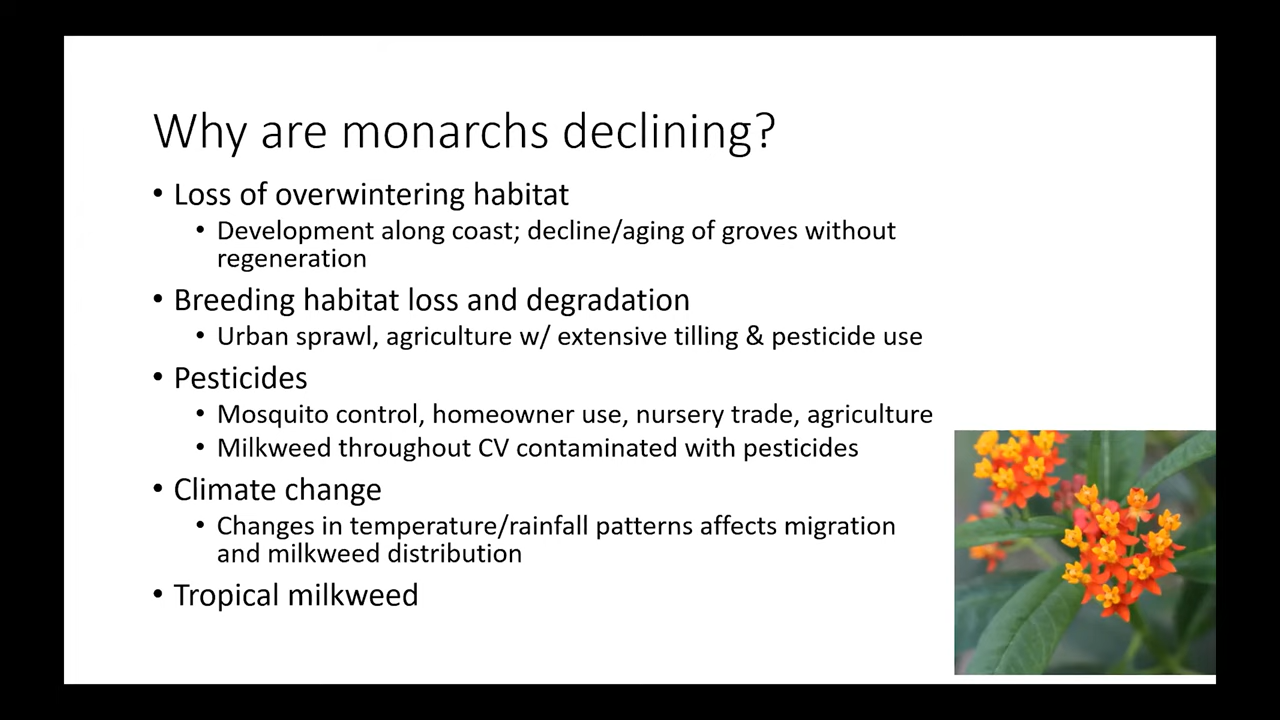 Why are monarchs declining?
• Loss of overwintering habitat
• Development along coast; decline/aging of groves without
regeneration
• Breeding habitat loss and degradation
• Urban sprawl, agriculture w/ extensive tilling & pesticide use
• Pesticides
• Mosquito control, homeowner use, nursery trade, agriculture
• Milkweed throughout CV contaminated with pesticides
• Climate change
• Changes in temperature/rainfall patterns affects migration
and milkweed distribution
• Tropical milkweed